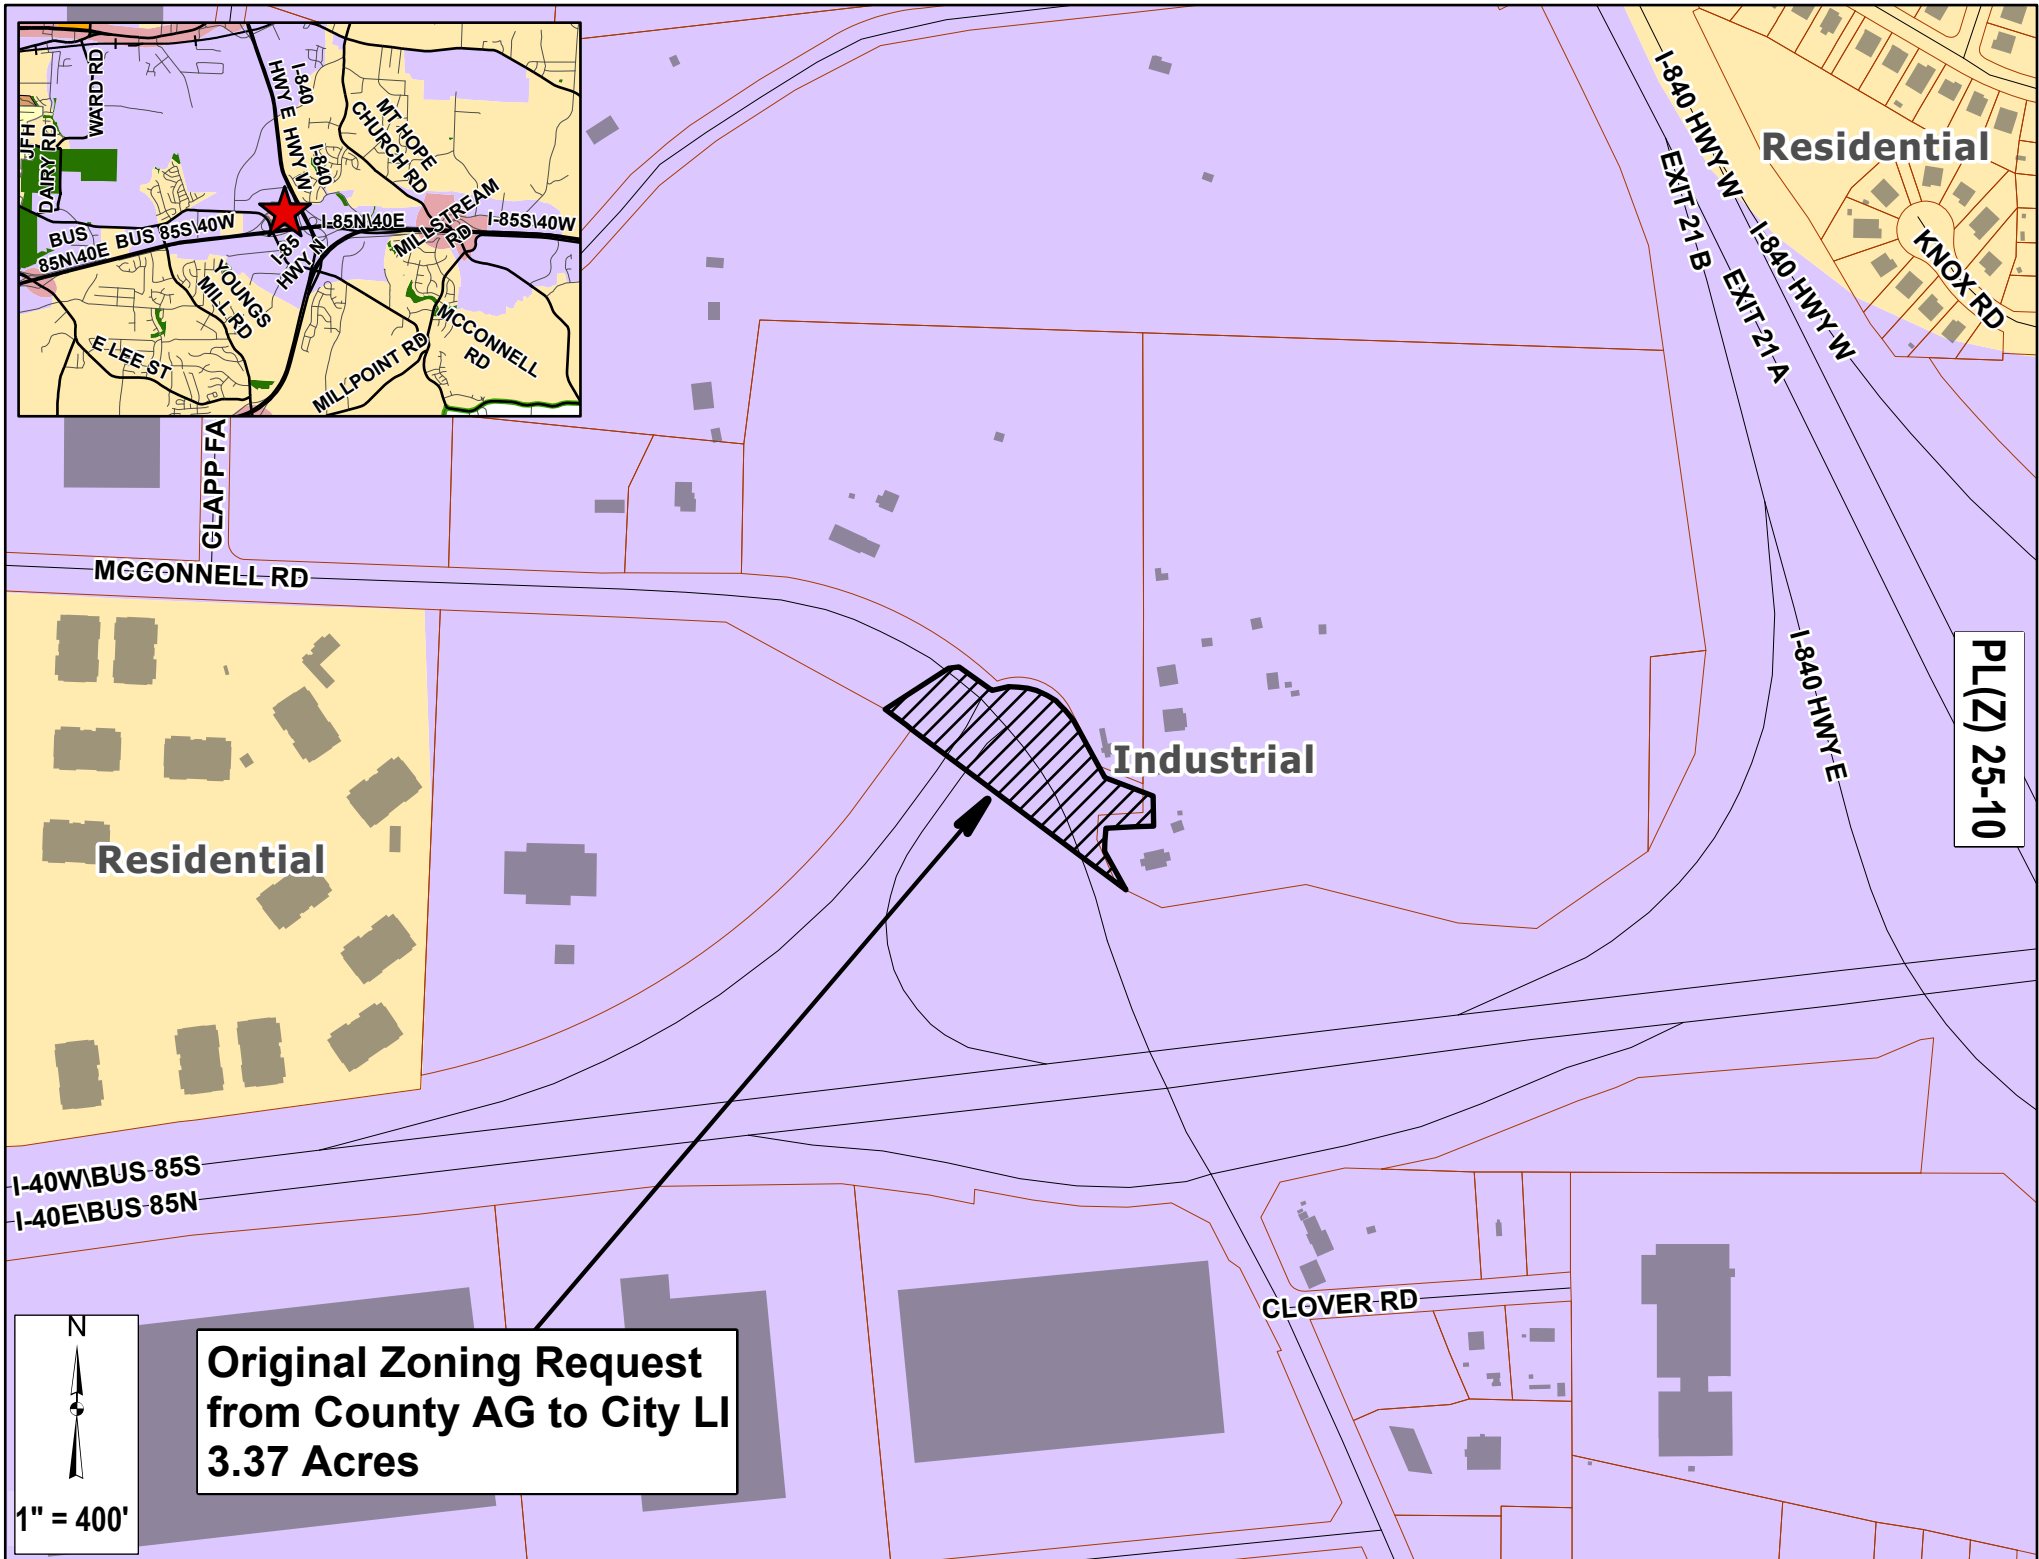 WARD RD
JFH
DAIRY RD
I-840
HWY E
HWY W
I-840
MT HOPE
CHURCH RD
BUS
85N\40E
BUS 85S\40W
I-85N\40E
I-85S\40W
MILLSTREAM
RD
I-85
HWY N
YOUNGS
MILL RD
E LEE ST
MILLPOINT RD
MCCONNELL
RD
I-840 HWY W
I-840 HWY W
EXIT 21 B
EXIT 21 A
Residential
KNOX RD
CLAPP FA
MCCONNELL RD
I-840 HWY E
PL(Z) 25-10
Industrial
Residential
I-40W\BUS 85S
I-40E\BUS 85N
CLOVER RD
N
1" = 400'
Original Zoning Request
from County AG to City LI
3.37 Acres